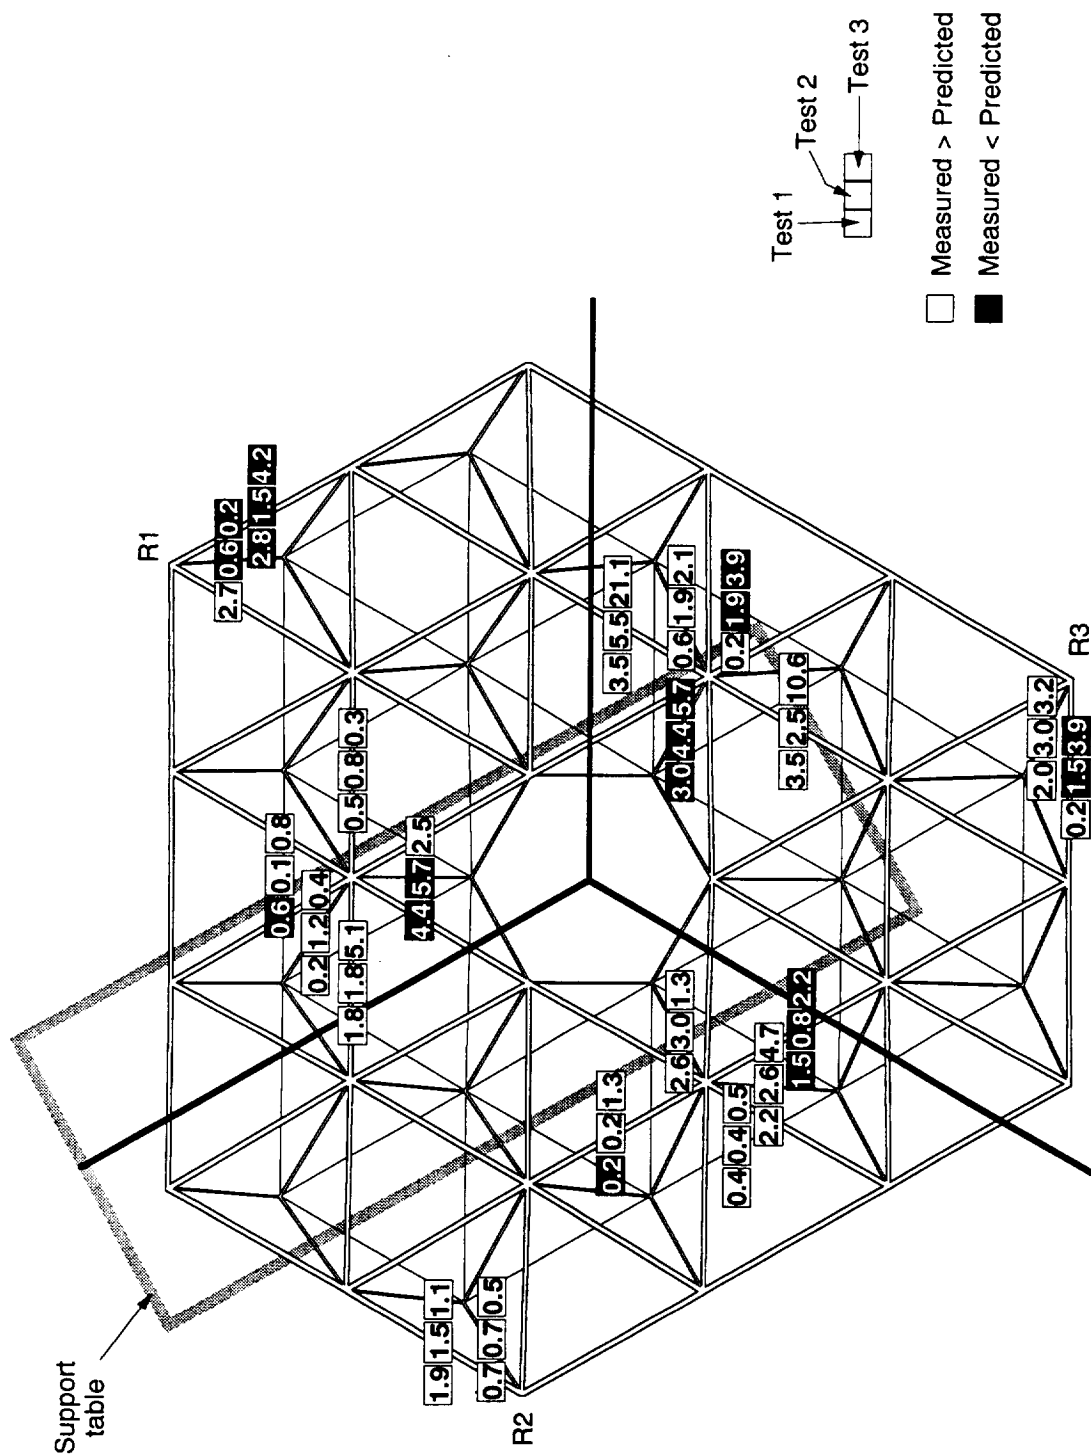 Support
table
R1
2.7 0.6 0.2
2.8 1.5 4.2
0.6 0.1 0.8
0.2 1.2 0.4
1.8 1.8 5.1
0.5 0.8 0.3
4.4 5.7 2.5
1.9 1.5 1.1
0.7 0.7 0.5
R2
0.2 0.2 1.3
3.5 5.5 21.1
2.6 3.0 1.3
3.0 4.4 5.7
0.6 1.9 2.1
0.2 1.9 3.9
0.4 0.4 0.5
2.2 2.6 4.7
3.5 2,5 10.6
1.5 0.8 2.2
2.0 3.0 3.2
0.2 1.5 3.9
R3
Test 1
Test 2
Test 3
Measured > Predicted
Measured < Predicted